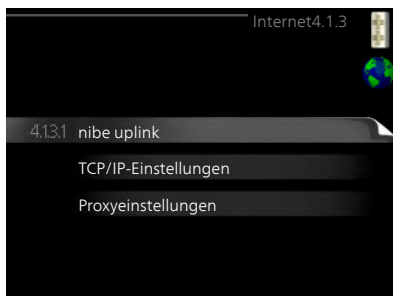 Internet4.1.3
4.1.3.1 nibe uplink
TCP/IP-Einstellungen
Proxyeinstellungen